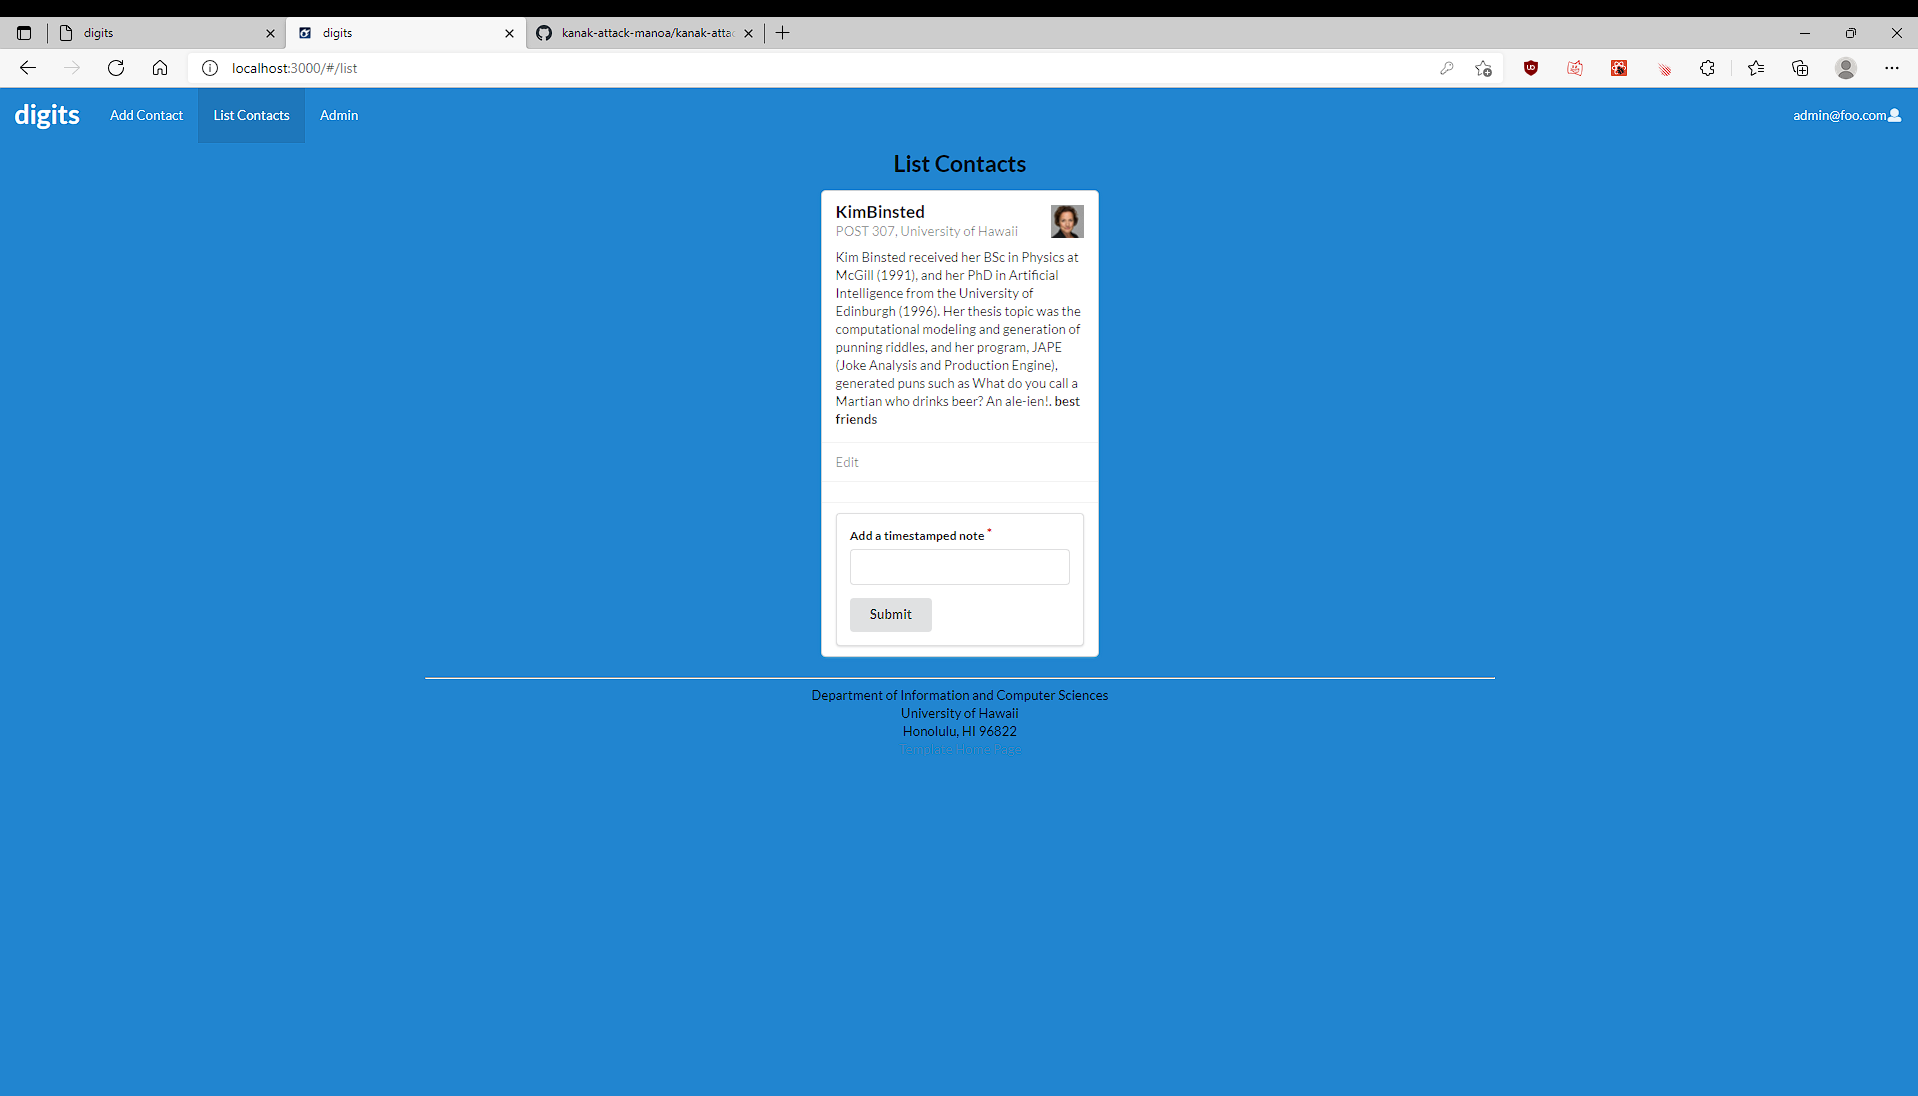 digits
digits
kanak-attack-manoa/kanak-atta
localhost:3000/#/list
digits
Add Contact
List Contacts
Admin
admin@foo.com
List Contacts
KimBinsted
POST 307, University of Hawaii
Kim Binsted received her BSc in Physics at
McGill (1991), and her PhD in Artificial
Intelligence from the University of
Edinburgh (1996). Her thesis topic was the
computational modeling and generation of
punning riddles, and her program, JAPE
(Joke Analysis and Production Engine),
generated puns such as What do you call a
Martian who drinks beer? An ale-ien!. best
friends
Edit
Add a timestamped note *
Submit
Department of Information and Computer Sciences
University of Hawaii
Honolulu, HI 96822
Template Home Page